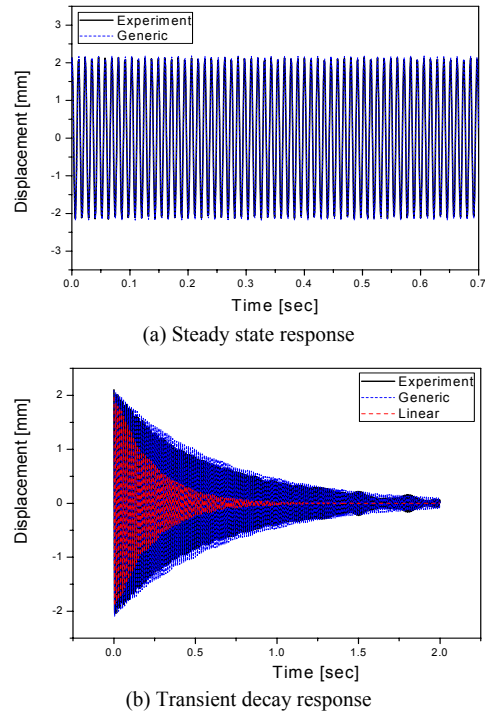 Experiment
Generic
3
2
1
0
-1
-2
-3
Displacement [mm]
0.0 0.1 0.2 0.3 0.4 0.5 0.6 0.7
Time [sec]
(a) Steady state response
Experiment
Generic
Linear
2
1
0
-1
-2
Displacement [mm]
0.0 0.5 1.0 1.5 2.0
Time [sec]
(b) Transient decay response